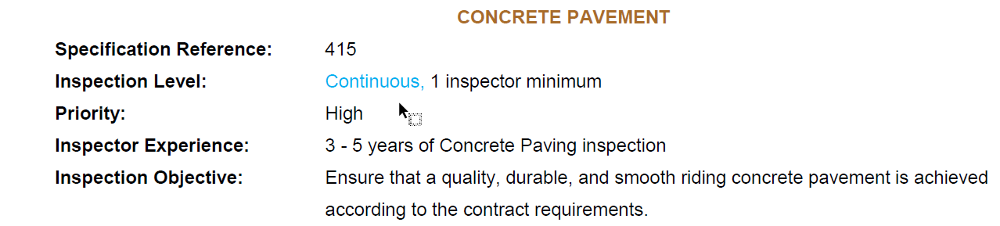 CONCRETE PAVEMENT
Specification Reference: 415
Inspection Level: Continuous, 1 inspector minimum
Priority: High
Inspector Experience: 3 - 5 years of Concrete Paving inspection
Inspection Objective: Ensure that a quality, durable, and smooth riding concrete pavement is achieved
according to the contract requirements.